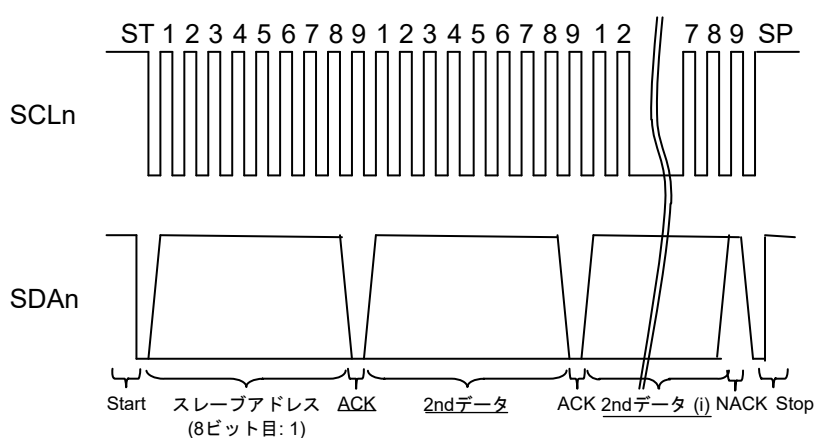 ST 1 2 3 4 5 6 7 8 9 1 2 3 4 5 6 7 8 9 1 2 7 8 9 SP
SCLn
SDAn
Start スレーブアドレス ACK 2ndデータ ACK 2ndデータ (i) NACK Stop
(8ビット目: 1)